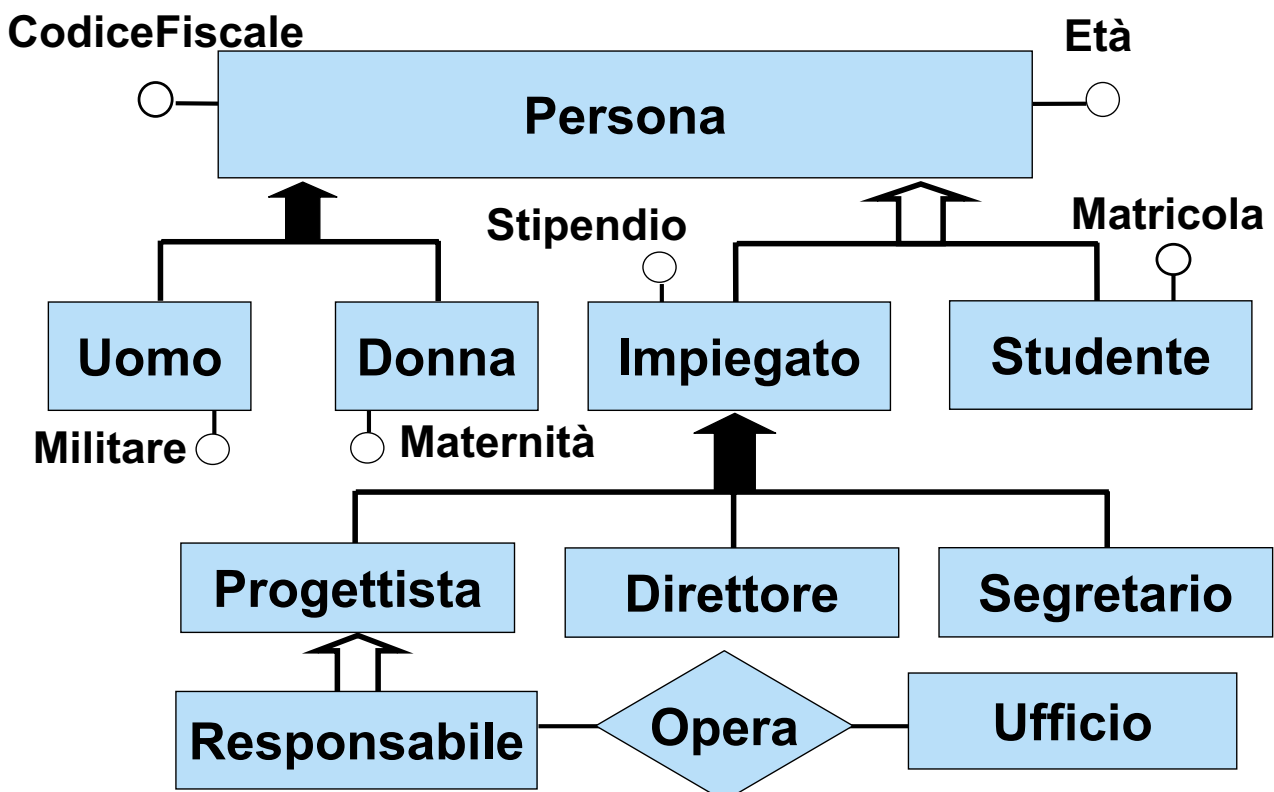 CodiceFiscale
Età
Persona
Stipendio
Matricola
Uomo
Donna
Impiegato
Studente
Militare
Maternità
Progettista
Direttore
Segretario
Responsabile
Opera
Ufficio